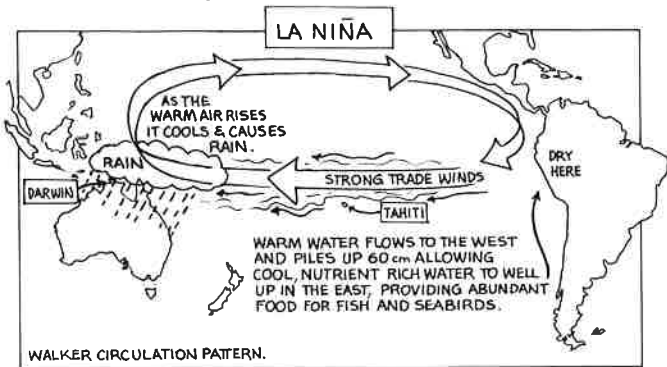 LA NIÑA
AS THE
WARM AIR RISES
IT COOLS & CAUSES
RAIN.
RAIN
DRY
HERE
STRONG TRADE WINDS
DARWIN
TAHITI
WARM WATER FLOWS TO THE WEST
AND PILES UP 60 cm ALLOWING
COOL, NUTRIENT RICH WATER TO WELL
UP IN THE EAST, PROVIDING ABUNDANT
FOOD FOR FISH AND SEABIRDS.
WALKER CIRCULATION PATTERN.